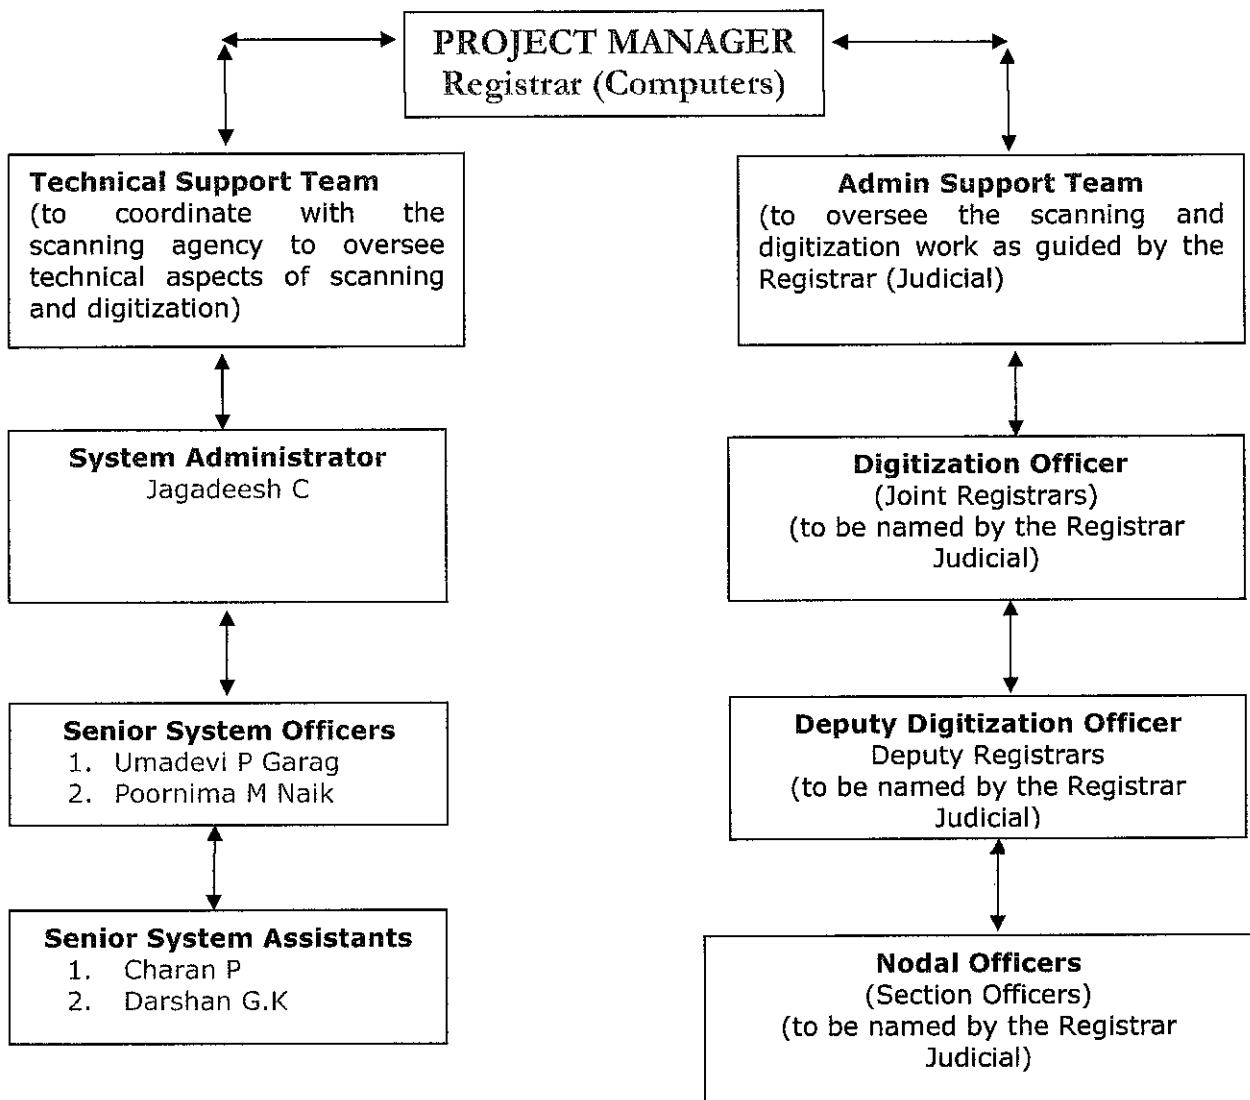 PROJECT MANAGER
Registrar (Computers)
Technical Support Team
(to coordinate with the
scanning agency to oversee
technical aspects of scanning
and digitization)
Admin Support Team
(to oversee the scanning and
digitization work as guided by the
Registrar (Judicial)
System Administrator
Jagadeesh C
Digitization Officer
(Joint Registrars)
(to be named by the Registrar
Judicial)
Senior System Officers
1. Umadevi P Garag
2. Poornima M Naik
Deputy Digitization Officer
Deputy Registrars
(to be named by the Registrar
Judicial)
Senior System Assistants
1. Charan P
2. Darshan G.K
Nodal Officers
(Section Officers)
(to be named by the Registrar
Judicial)